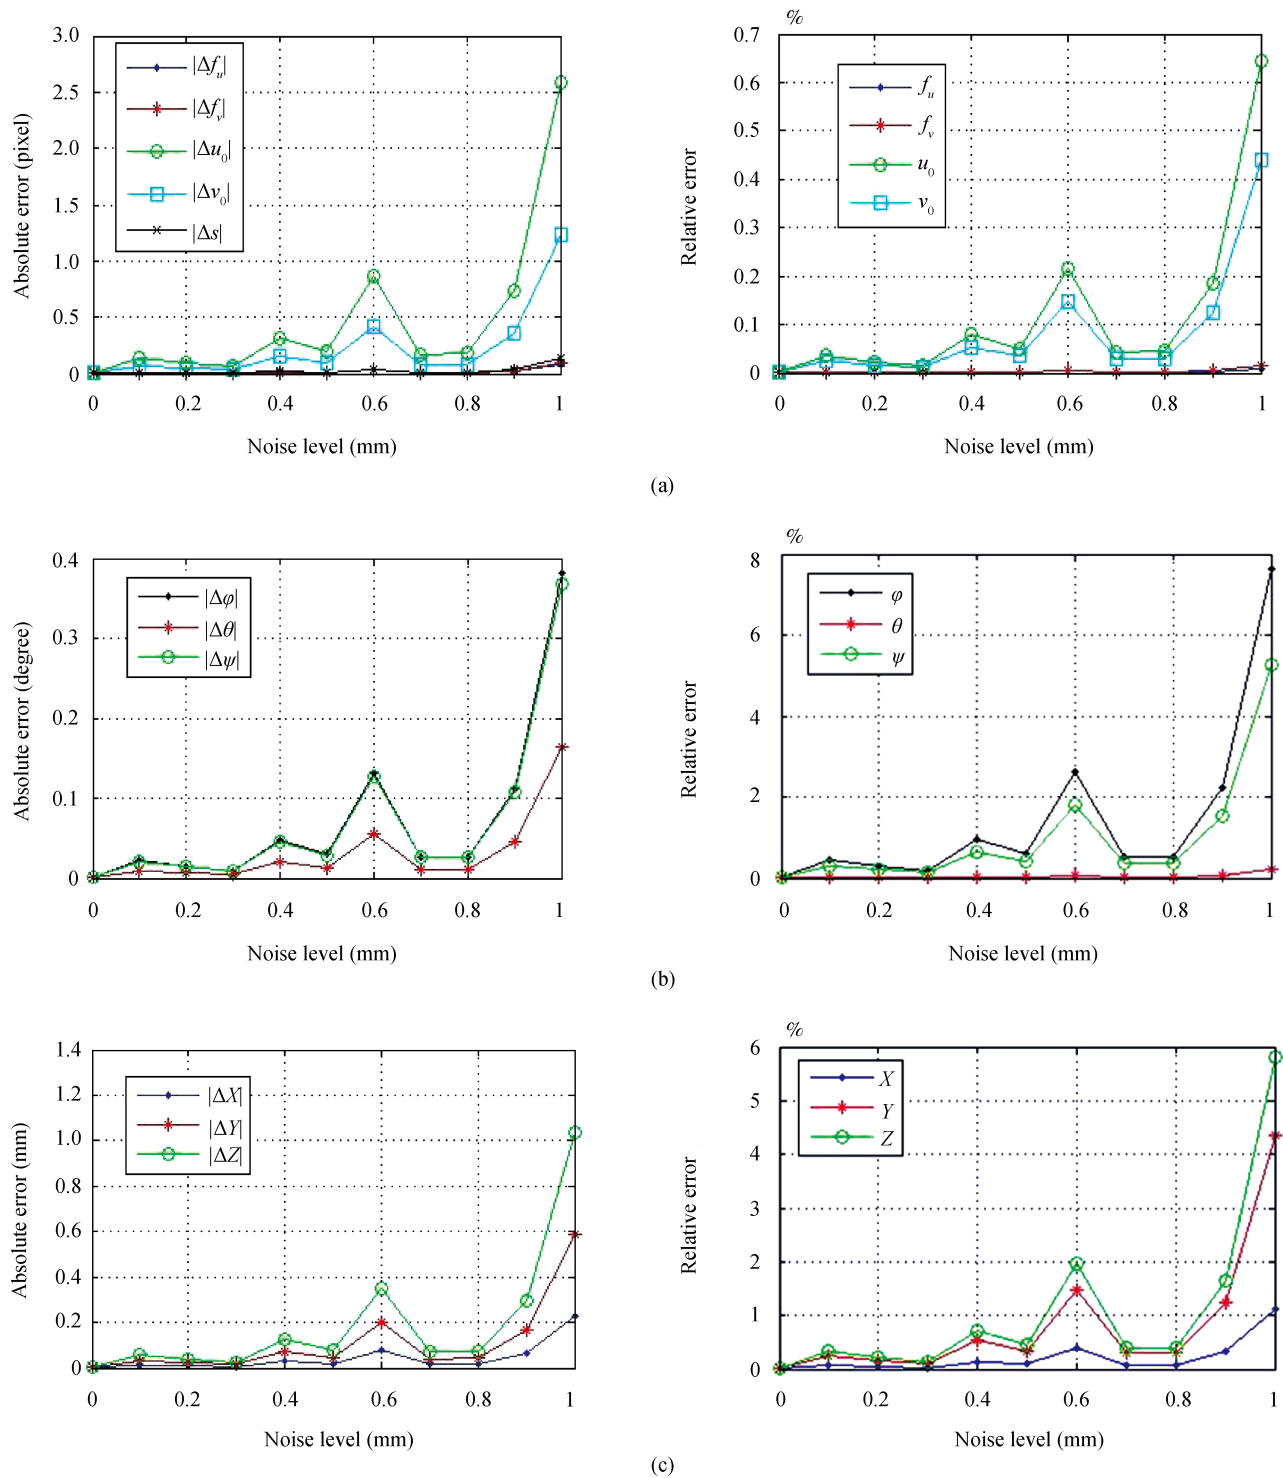 3.0
2.5
2.0
1.5
1.0
0.5
0
Absolute error (pixel)
|Δf_u|
|Δf_v|
|Δu_0|
|Δv_0|
|Δs|
0 0.2 0.4 0.6 0.8 1
Noise level (mm)
%
0.7
0.6
0.5
0.4
0.3
0.2
0.1
0
Relative error
f_u
f_v
u_0
v_0
0 0.2 0.4 0.6 0.8 1
Noise level (mm)
(a)
0.4
0.3
0.2
0.1
0
Absolute error (degree)
|Δφ|
|Δθ|
|Δψ|
0 0.2 0.4 0.6 0.8 1
Noise level (mm)
%
8
6
4
2
0
Relative error
φ
θ
ψ
0 0.2 0.4 0.6 0.8 1
Noise level (mm)
(b)
1.4
1.2
1.0
0.8
0.6
0.4
0.2
0
Absolute error (mm)
|ΔX|
|ΔY|
|ΔZ|
0 0.2 0.4 0.6 0.8 1
Noise level (mm)
%
6
5
4
3
2
1
0
Relative error
X
Y
Z
0 0.2 0.4 0.6 0.8 1
Noise level (mm)
(c)